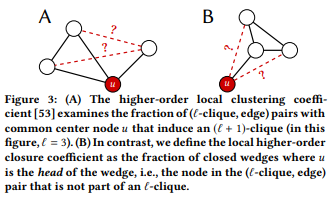 A
B
?
?
?
?
u
u
Figure 3: (A) The higher-order local clustering coeffi-
cient [53] examines the fraction of (ℓ-clique, edge) pairs with
common center node u that induce an (ℓ + 1)-clique (in this
figure, ℓ = 3). (B) In contrast, we define the local higher-order
closure coefficient as the fraction of closed wedges where u
is the head of the wedge, i.e., the node in the (ℓ-clique, edge)
pair that is not part of an ℓ-clique.